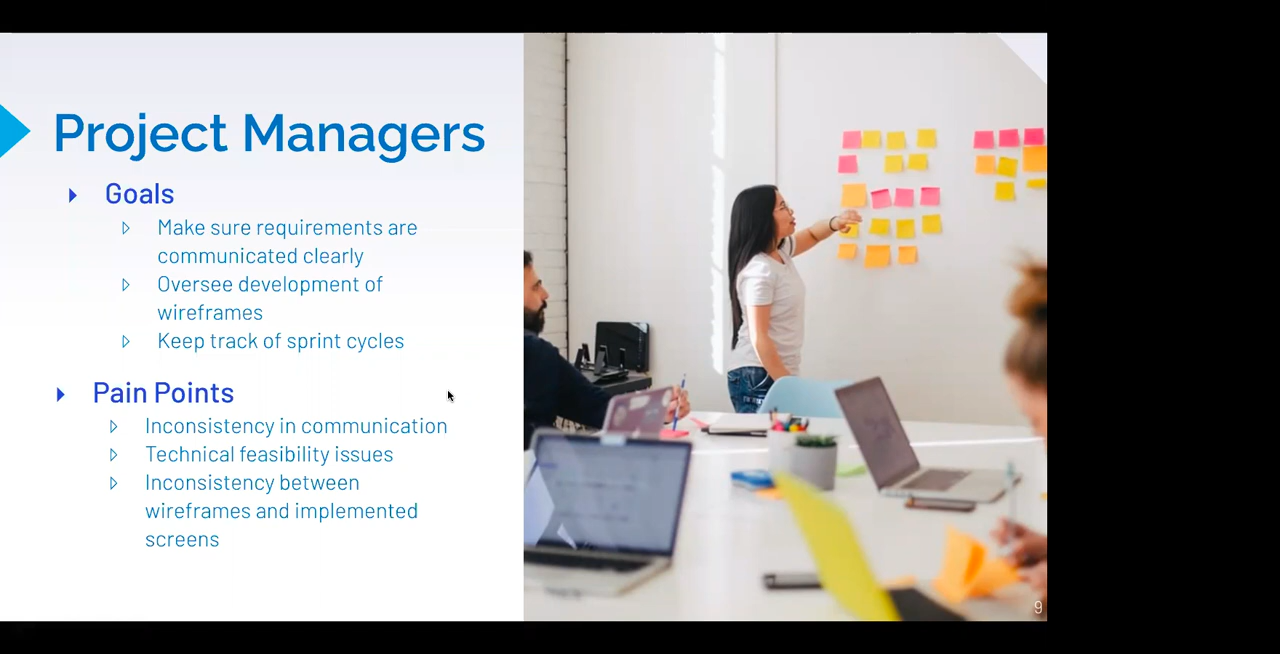 Project Managers
Goals
Make sure requirements are
communicated clearly
Oversee development of
wireframes
Keep track of sprint cycles
Pain Points
Inconsistency in communication
Technical feasibility issues
Inconsistency between
wireframes and implemented
screens
9